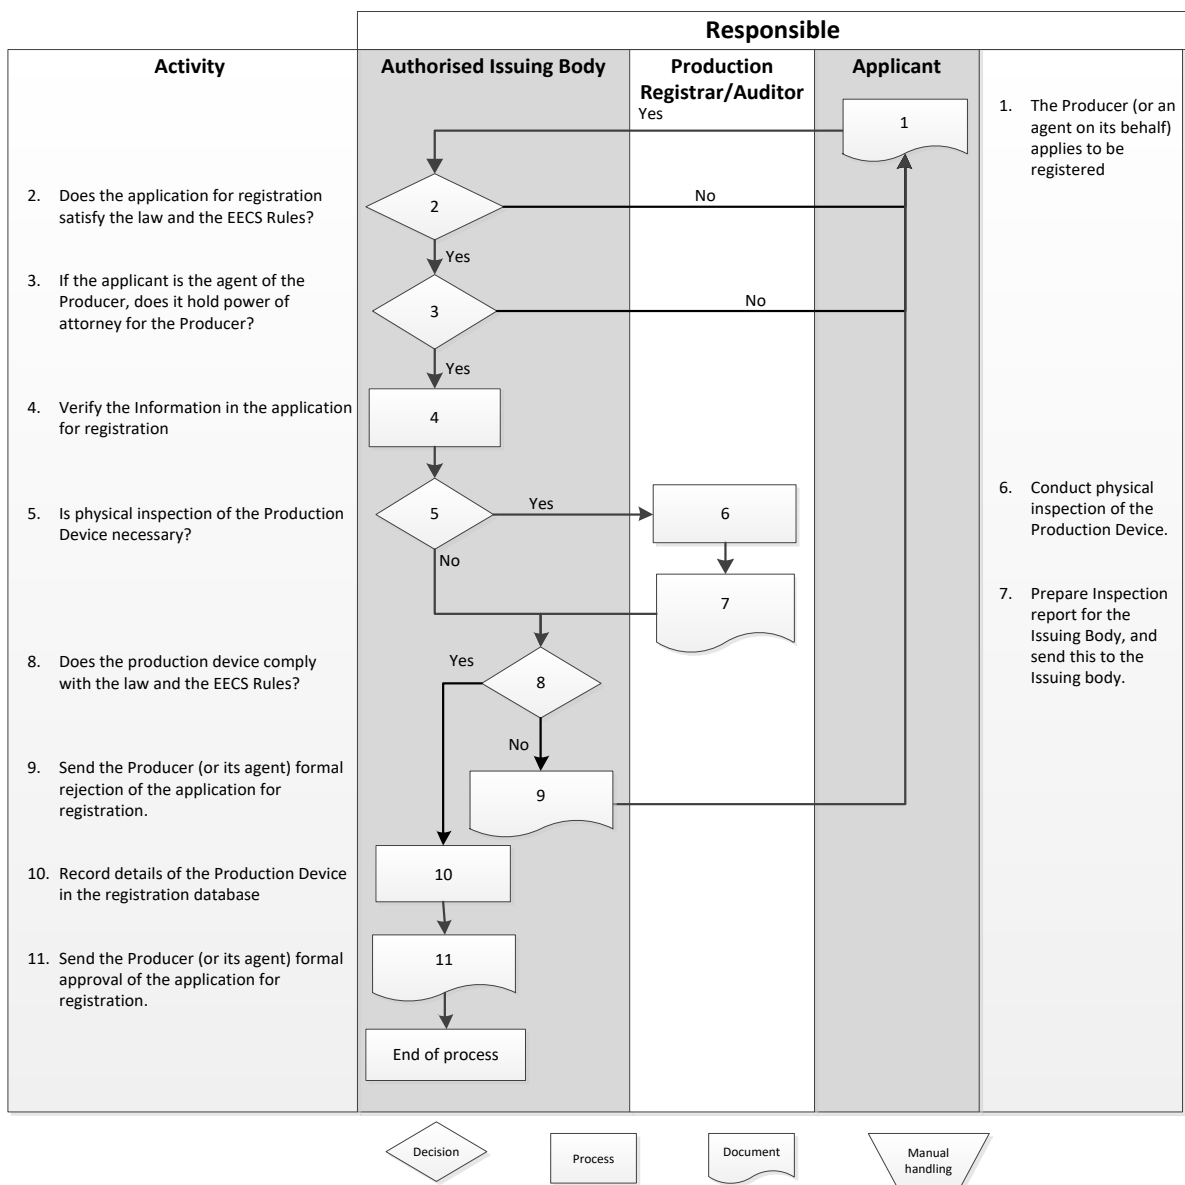 Responsible
Activity
Authorised Issuing Body
Production
Registrar/Auditor
Applicant
Yes
1
1. The Producer (or an
agent on its behalf)
applies to be
registered
2. Does the application for registration
satisfy the law and the EECS Rules?
2
No
Yes
3. If the applicant is the agent of the
Producer, does it hold power of
attorney for the Producer?
3
No
Yes
4. Verify the Information in the application
for registration
4
5. Is physical inspection of the Production
Device necessary?
5
Yes
No
6
6. Conduct physical
inspection of the
Production Device.
7
7. Prepare Inspection
report for the
Issuing Body, and
send this to the
Issuing body.
8. Does the production device comply
with the law and the EECS Rules?
Yes
8
No
9. Send the Producer (or its agent) formal
rejection of the application for
registration.
9
10. Record details of the Production Device
in the registration database
10
11. Send the Producer (or its agent) formal
approval of the application for
registration.
11
End of process
Decision
Process
Document
Manual
handling